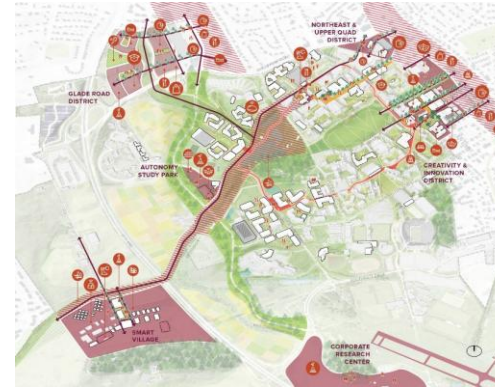 NORTHEAST &
UPPER QUAD
DISTRICT
GLADE ROAD
DISTRICT
AUTONOMY
STUDY PARK
CREATIVITY &
INNOVATION
DISTRICT
SMART
VILLAGE
CORPORATE
RESEARCH
CENTER